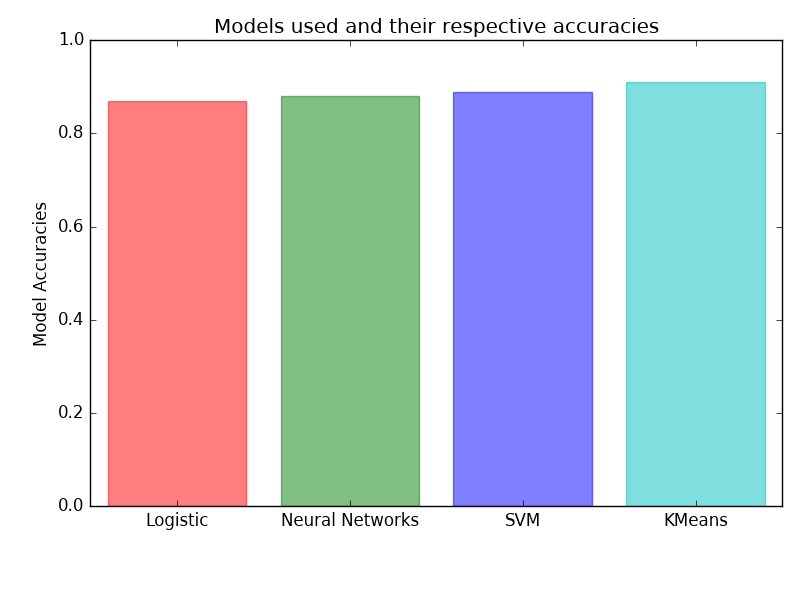 Models used and their respective accuracies
1.0
0.8
0.6
0.4
0.2
0.0
Model Accuracies
Logistic
Neural Networks
SVM
KMeans